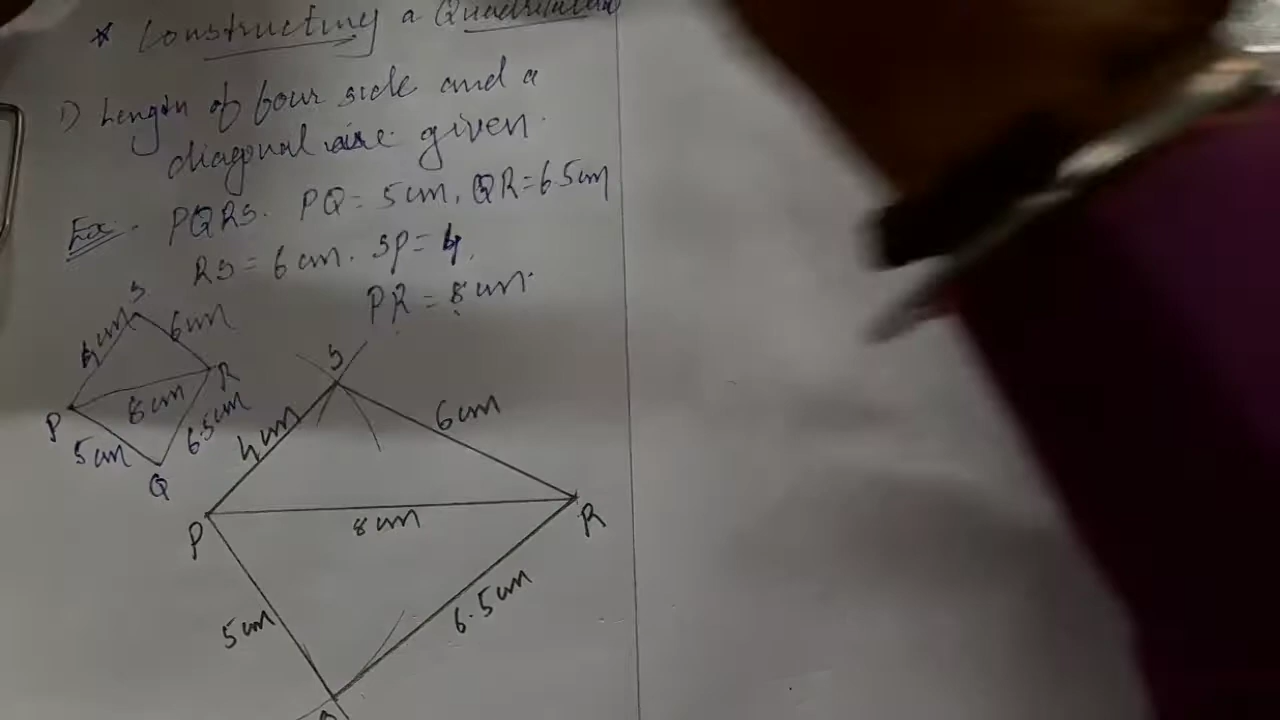 * Constructing a Quadrilateral
1) Length of four side and a
diagonal are given.
Ex. PQRS. PQ = 5cm, QR = 6.5cm
RS = 6cm. SP = 4.
PR = 8cm.
S
4cm 6cm
R
8cm
P
6.5cm
5cm
Q
S
4cm 6cm
P 8cm R
5cm 6.5cm